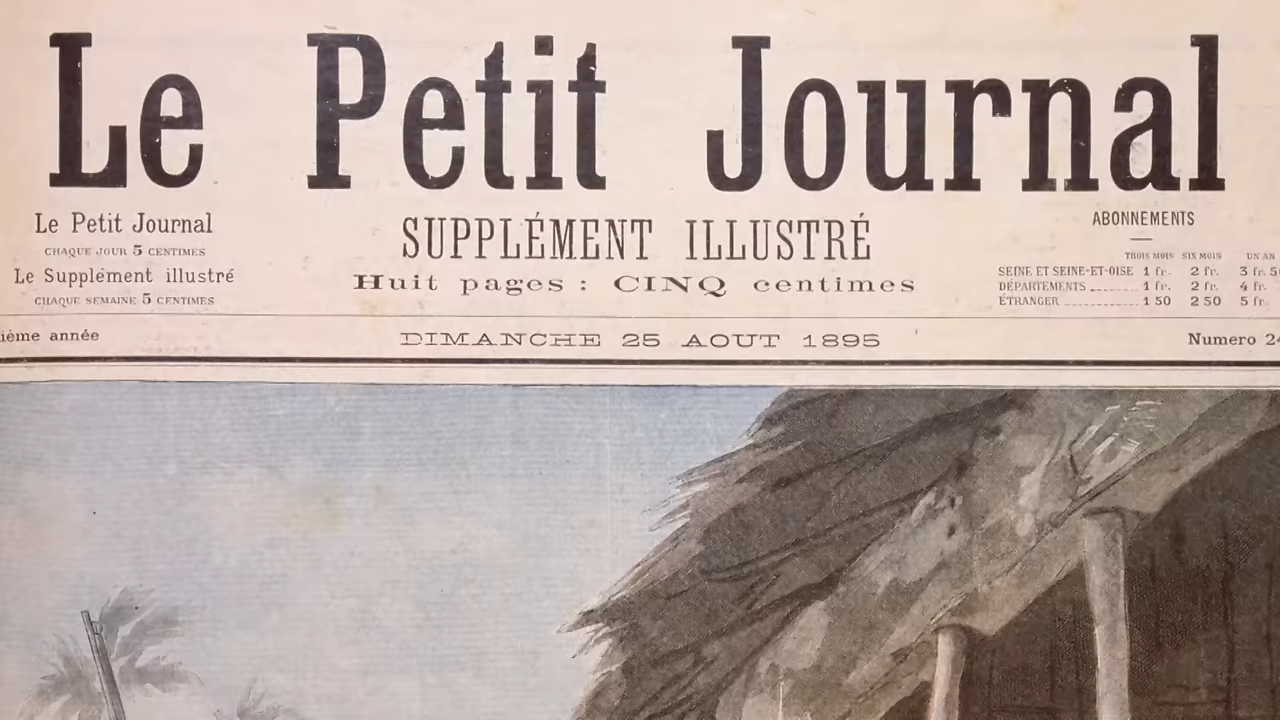 Le Petit Journal
Le Petit Journal
CHAQUE JOUR 5 CENTIMES
Le Supplément illustré
CHAQUE SEMAINE 5 CENTIMES
SUPPLÉMENT ILLUSTRÉ
Huit pages : CINQ centimes
ABONNEMENTS
TROIS MOIS SIX MOIS UN AN
SEINE ET SEINE-ET-OISE 1 fr. 2 fr. 3 fr. 5
DÉPARTEMENTS 1 fr. 2 fr. 4 fr.
ÉTRANGER 1 50 2 50 5 fr.
ième année
DIMANCHE 25 AOUT 1895
Numero 24